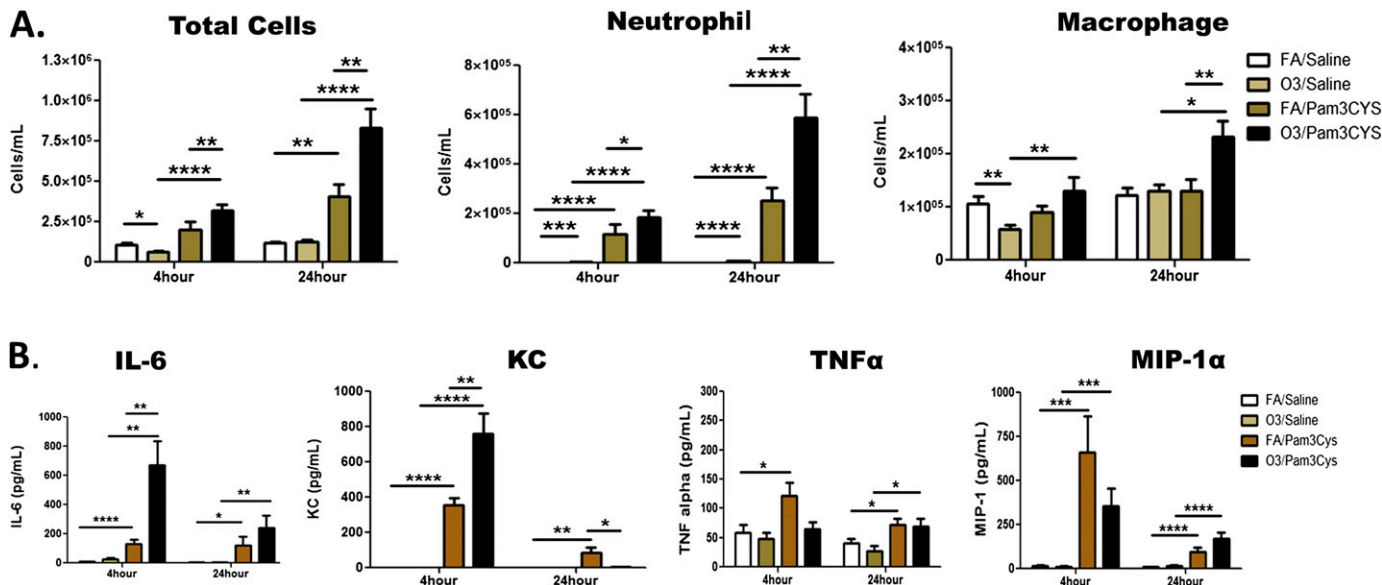 A.
Total Cells
Neutrophil
Macrophage
Cells/mL
1.3×10⁰⁶
1.0×10⁰⁶
7.5×10⁰⁵
5.0×10⁰⁵
2.5×10⁰⁵
0
*
****
**
**
****
**
4hour
24hour
Cells/mL
8×10⁰⁵
6×10⁰⁵
4×10⁰⁵
2×10⁰⁵
0
***
****
****
*
****
****
****
**
4hour
24hour
Cells/mL
4×10⁰⁵
3×10⁰⁵
2×10⁰⁵
1×10⁰⁵
0
**
**
*
**
4hour
24hour
FA/Saline
O3/Saline
FA/Pam3CYS
O3/Pam3CYS
B.
IL-6
KC
TNFα
MIP-1α
IL-6 (pg/mL)
1000
800
600
400
200
0
****
**
**
*
**
4hour
24hour
KC (pg/mL)
1000
800
600
400
200
0
****
****
**
**
*
4hour
24hour
TNF alpha (pg/mL)
300
250
200
150
100
50
0
*
*
*
4hour
24hour
MIP-1 (pg/mL)
1000
750
500
250
0
***
***
****
****
4hour
24hour
FA/Saline
O3/Saline
FA/Pam3Cys
O3/Pam3Cys